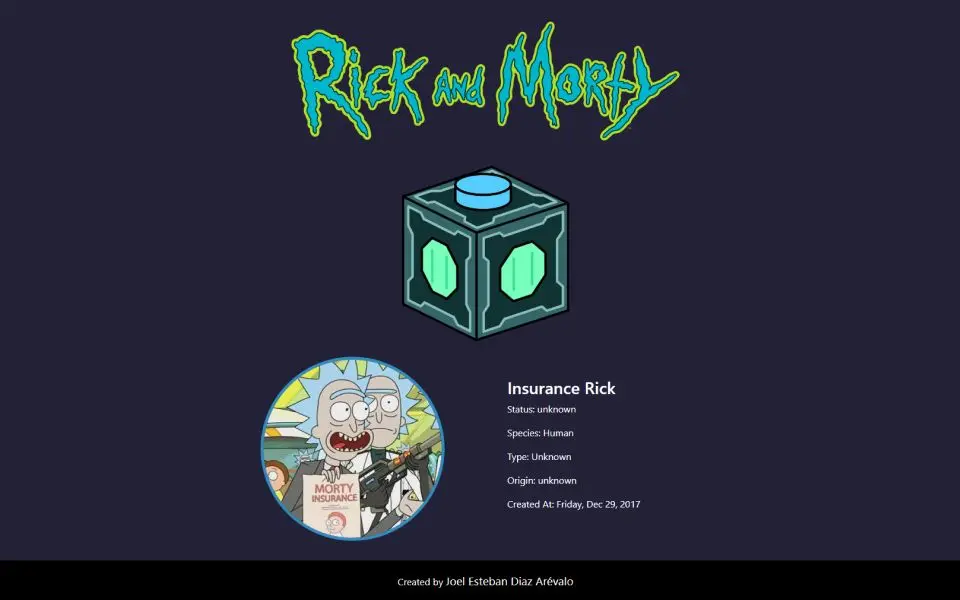 Rick and Morty
MORTY
INSURANCE
Insurance Rick
Status: unknown
Species: Human
Type: Unknown
Origin: unknown
Created At: Friday, Dec 29, 2017
Created by Joel Esteban Diaz Arévalo